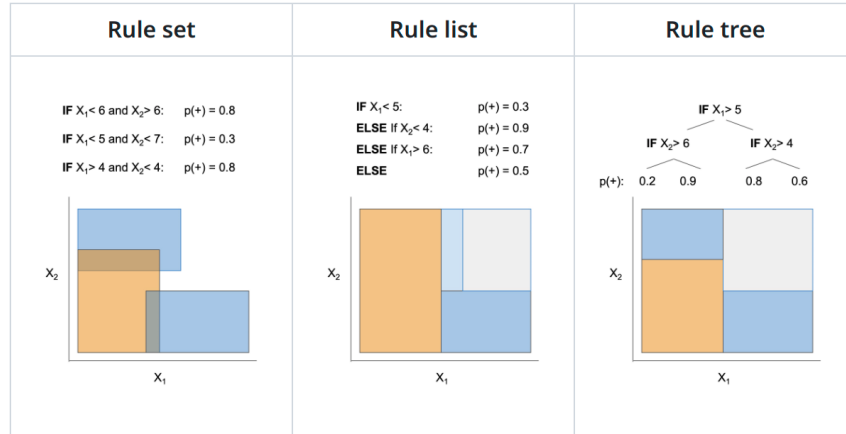 Rule set
IF X₁< 6 and X₂> 6: p(+) = 0.8
IF X₁< 5 and X₂< 7: p(+) = 0.3
IF X₁> 4 and X₂< 4: p(+) = 0.8
X₂
X₁
Rule list
IF X₁< 5: p(+) = 0.3
ELSE If X₂< 4: p(+) = 0.9
ELSE If X₁> 6: p(+) = 0.7
ELSE p(+) = 0.5
X₂
X₁
Rule tree
IF X₁> 5
IF X₂> 6 IF X₂> 4
p(+): 0.2 0.9 0.8 0.6
X₂
X₁